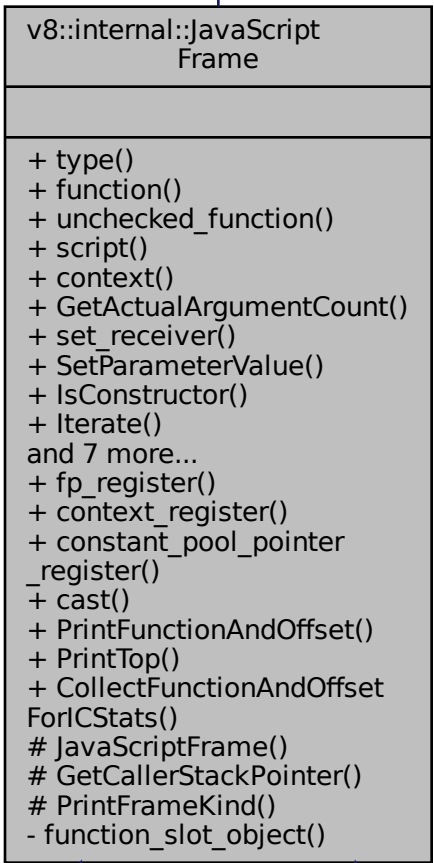 v8::internal::JavaScript
Frame
+ type()
+ function()
+ unchecked_function()
+ script()
+ context()
+ GetActualArgumentCount()
+ set_receiver()
+ SetParameterValue()
+ IsConstructor()
+ Iterate()
and 7 more...
+ fp_register()
+ context_register()
+ constant_pool_pointer
_register()
+ cast()
+ PrintFunctionAndOffset()
+ PrintTop()
+ CollectFunctionAndOffset
ForICStats()
# JavaScriptFrame()
# GetCallerStackPointer()
# PrintFrameKind()
- function_slot_object()